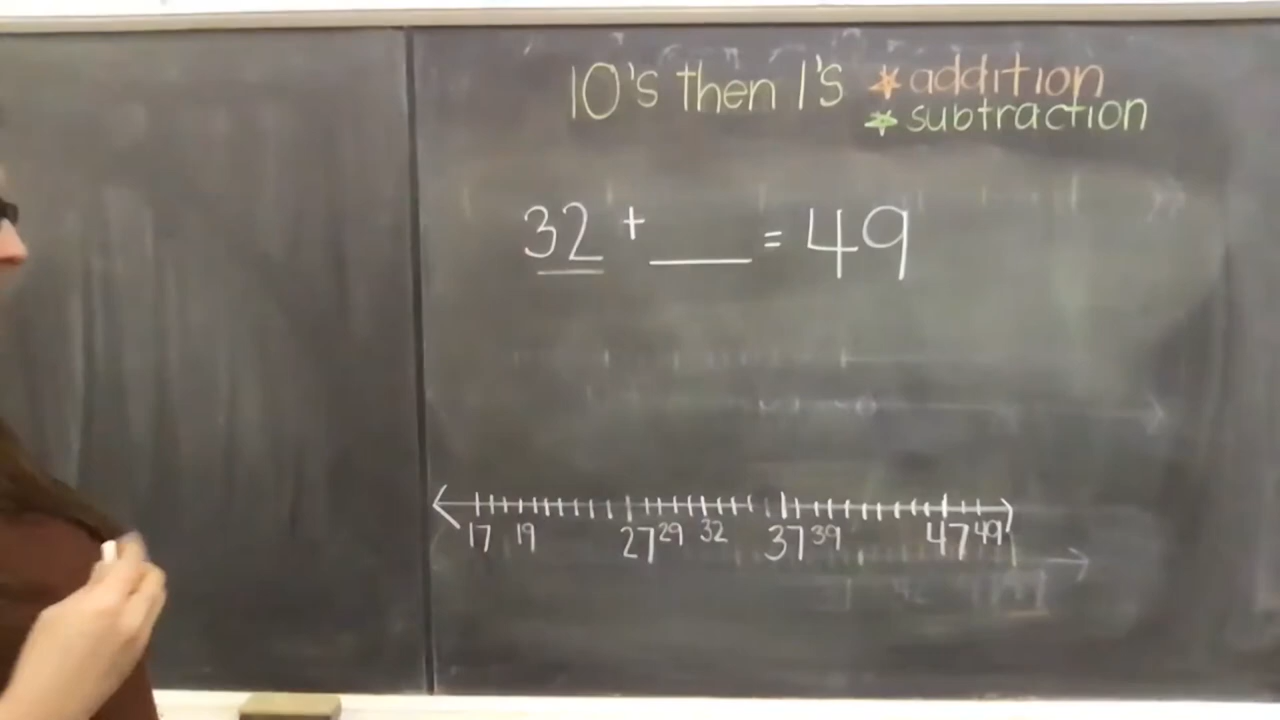 10's then 1's * addition
* subtraction
32 + ___ = 49
17 19 27 29 32 37 39 47 49